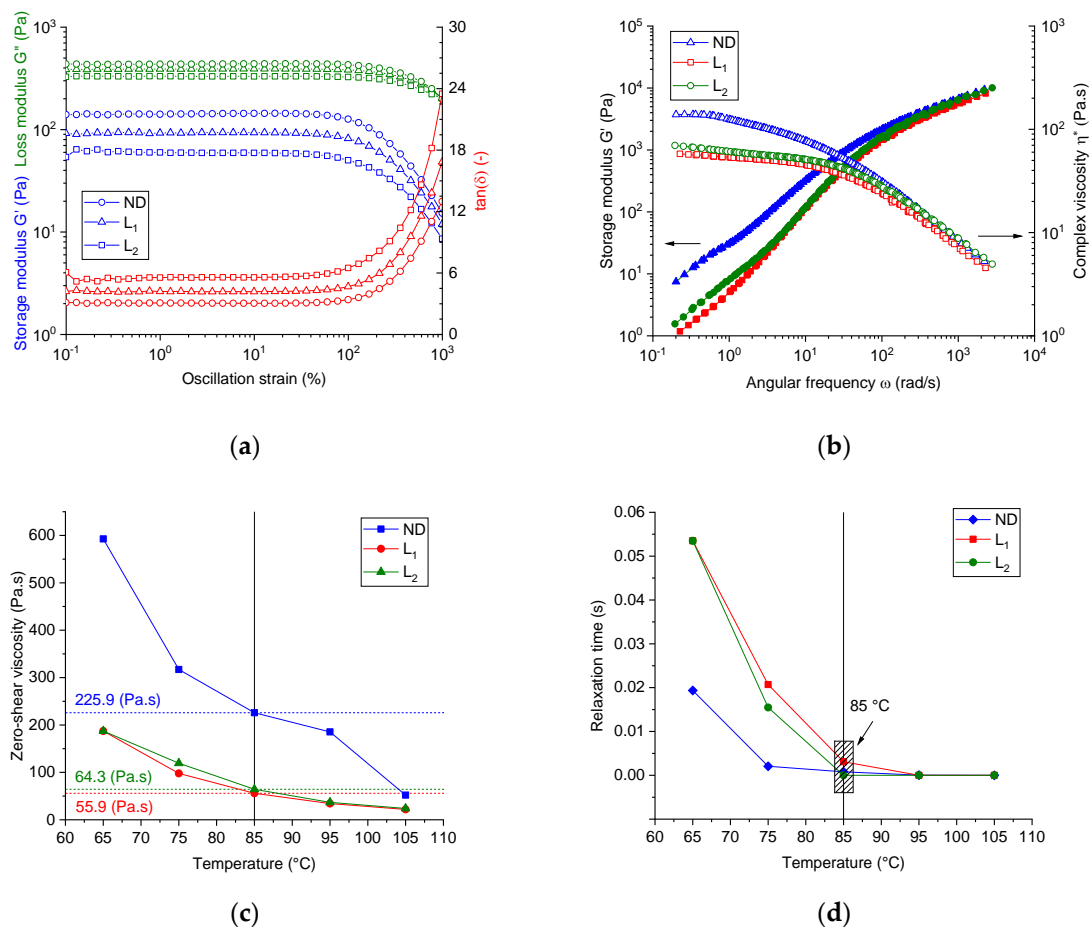 Storage modulus G' (Pa) Loss modulus G" (Pa)
10³
10²
10¹
10⁰
30
24
18
12
6
0
tan(δ) (-)
ND
L₁
L₂
10⁻¹ 10⁰ 10¹ 10² 10³
Oscillation strain (%)
(a)
Storage modulus G' (Pa)
10⁵
10⁴
10³
10²
10¹
10⁰
10³
10²
10¹
10⁰
Complex viscosity η* (Pa.s)
ND
L₁
L₂
10⁻¹ 10⁰ 10¹ 10² 10³ 10⁴
Angular frequency ω (rad/s)
(b)
Zero-shear viscosity (Pa.s)
600
500
400
300
200
100
0
ND
L₁
L₂
225.9 (Pa.s)
64.3 (Pa.s)
55.9 (Pa.s)
60 65 70 75 80 85 90 95 100 105 110
Temperature (°C)
(c)
Relaxation time (s)
0.06
0.05
0.04
0.03
0.02
0.01
0.00
ND
L₁
L₂
85 °C
60 65 70 75 80 85 90 95 100 105 110
Temperature (°C)
(d)